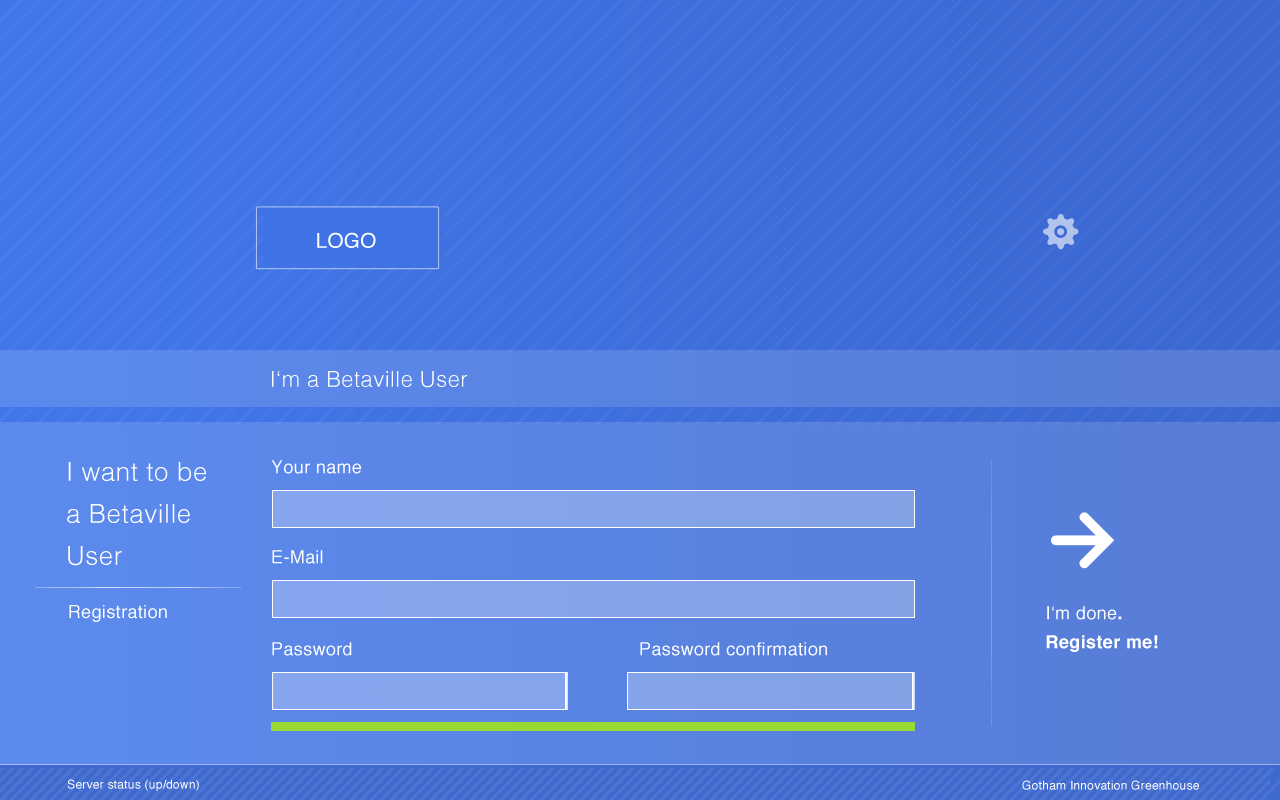 LOGO
I'm a Betaville User
I want to be
a Betaville
User
Registration
Your name
E-Mail
Password
Password confirmation
I'm done.
Register me!
Server status (up/down)
Gotham Innovation Greenhouse